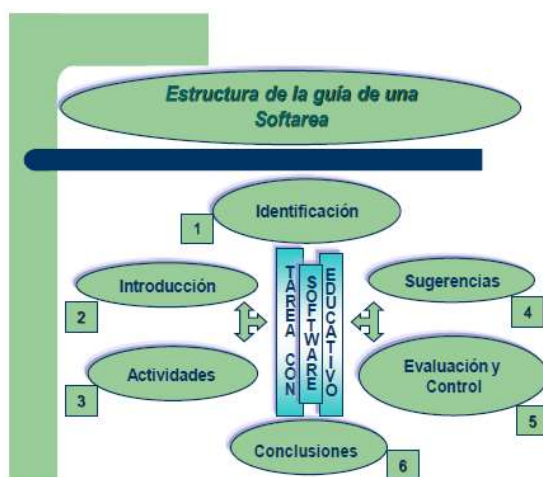 Estructura de la guía de una
Softarea
Identificación
1
Introducción
2
Actividades
3
TAREA CON
SOFTWARE
EDUCATIVO
Sugerencias
4
Evaluación y
Control
5
Conclusiones
6